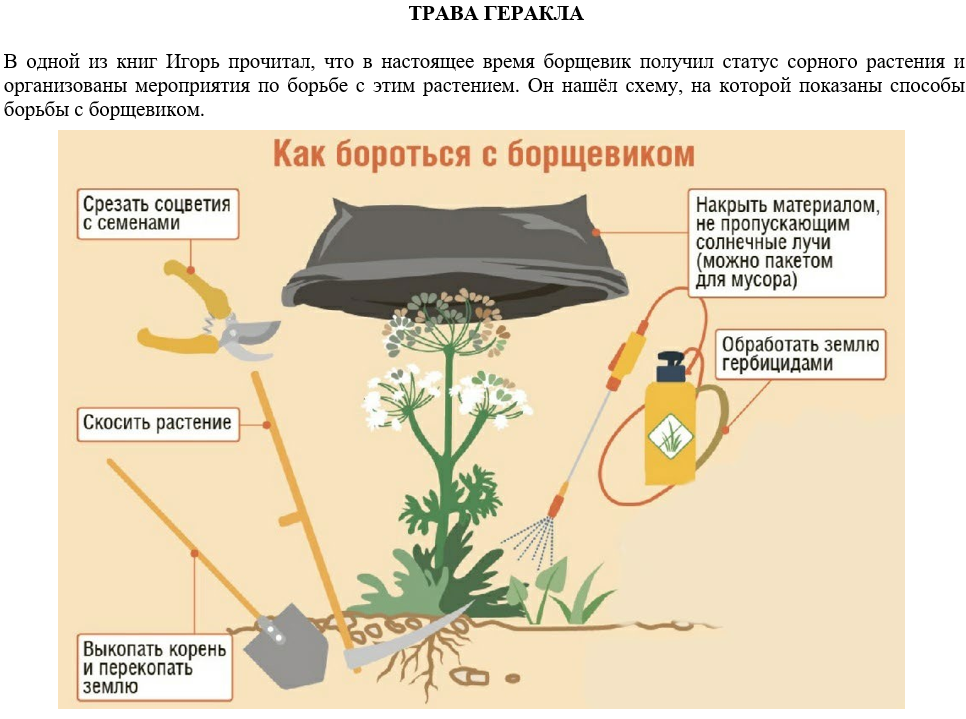 ТРАВА ГЕРАКЛА
В одной из книг Игорь прочитал, что в настоящее время борщевик получил статус сорного растения и
организованы мероприятия по борьбе с этим растением. Он нашёл схему, на которой показаны способы
борьбы с борщевиком.
Как бороться с борщевиком
Срезать соцветия
с семенами
Накрыть материалом,
не пропускающим
солнечные лучи
(можно пакетом
для мусора)
Обработать землю
гербицидами
Скосить растение
Выкопать корень
и перекопать
землю